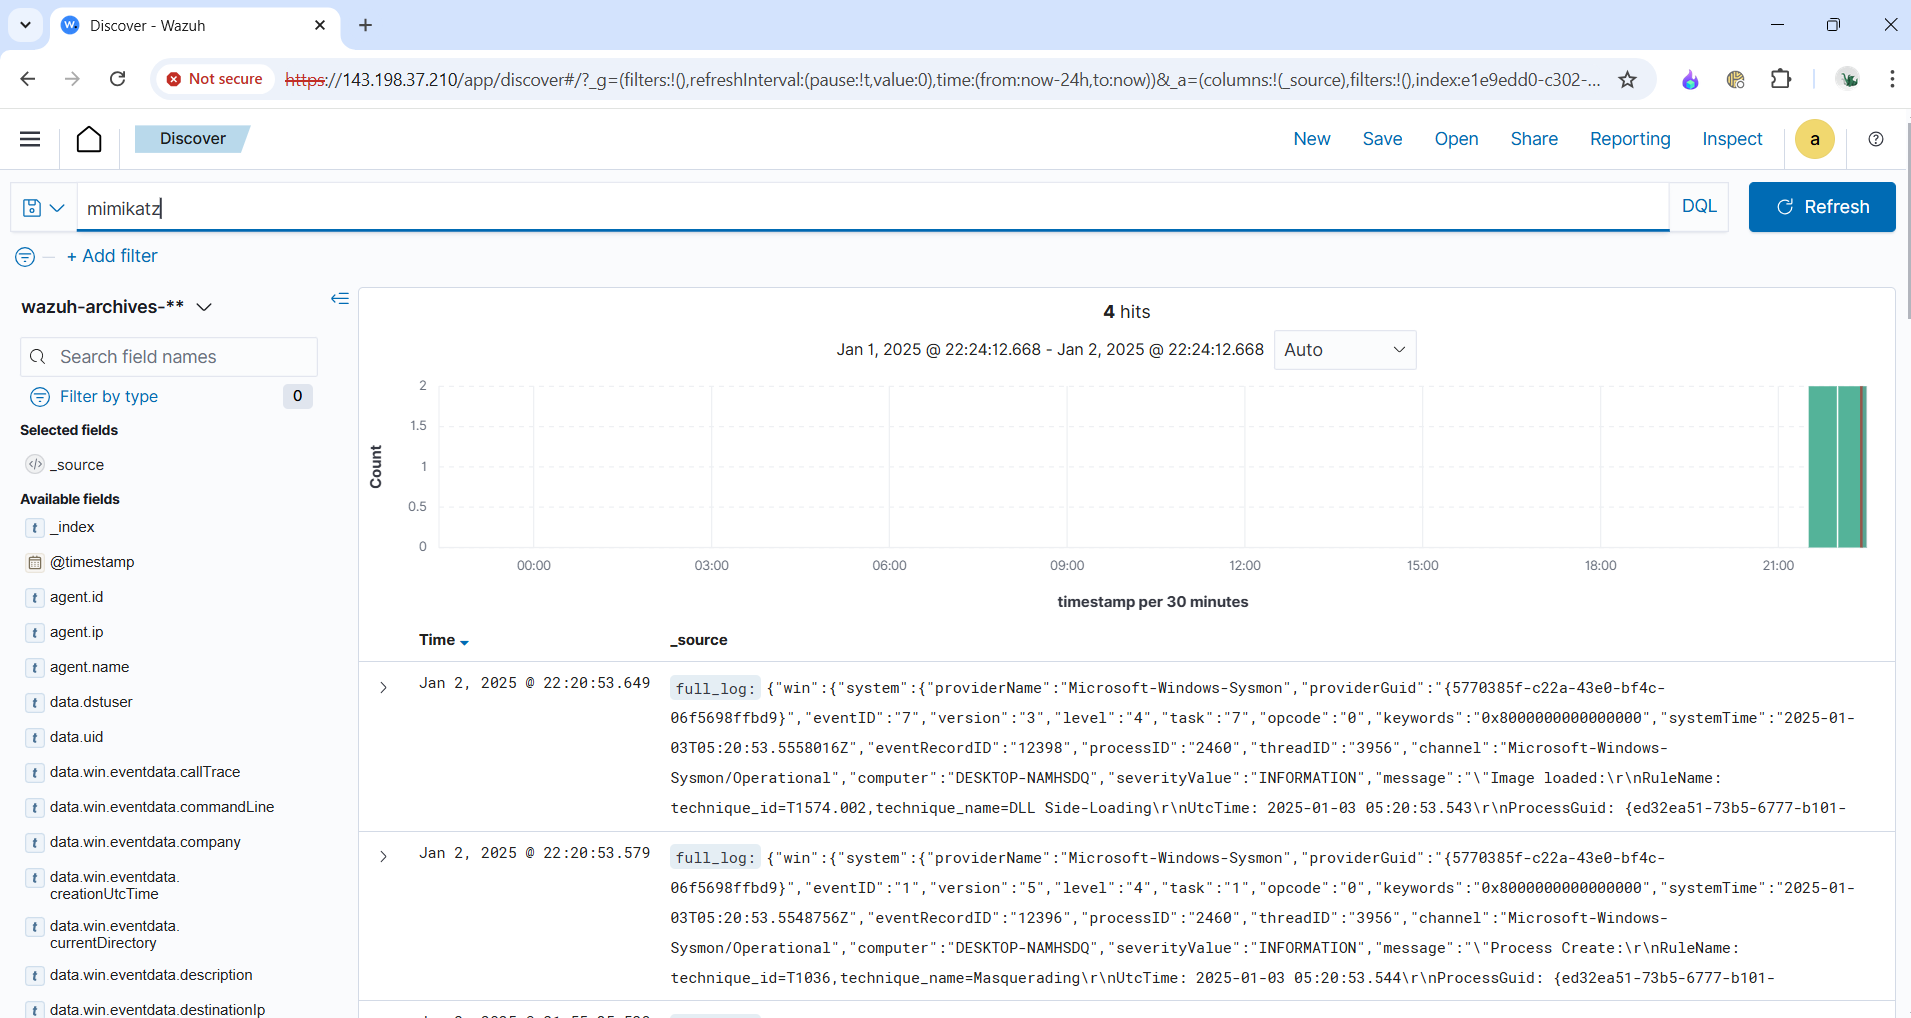 Discover - Wazuh
Not secure
https://143.198.37.210/app/discover#/?_g=(filters:!(),refreshInterval:(pause:!t,value:0),time:(from:now-24h,to:now))&_a=(columns:!(_source),filters:!(),index:e1e9edd0-c302-...
Discover
New
Save
Open
Share
Reporting
Inspect
a
mimikatz
DQL
Refresh
+ Add filter
wazuh-archives-**
Search field names
Filter by type
0
Selected fields
_source
Available fields
t _index
@timestamp
t agent.id
t agent.ip
t agent.name
t data.dstuser
t data.uid
t data.win.eventdata.callTrace
t data.win.eventdata.commandLine
t data.win.eventdata.company
t data.win.eventdata.
creationUtcTime
t data.win.eventdata.
currentDirectory
t data.win.eventdata.description
t data.win.eventdata.destinationIp
4 hits
Jan 1, 2025 @ 22:24:12.668 - Jan 2, 2025 @ 22:24:12.668
Auto
Count
2
1.5
1
0.5
0
00:00
03:00
06:00
09:00
12:00
15:00
18:00
21:00
timestamp per 30 minutes
Time
_source
Jan 2, 2025 @ 22:20:53.649
full_log: {"win":{"system":{"providerName":"Microsoft-Windows-Sysmon","providerGuid":"{5770385f-c22a-43e0-bf4c-
06f5698ffbd9}","eventID":"7","version":"3","level":"4","task":"7","opcode":"0","keywords":"0x8000000000000000","systemTime":"2025-01-
03T05:20:53.5558016Z","eventRecordID":"12398","processID":"2460","threadID":"3956","channel":"Microsoft-Windows-
Sysmon/Operational","computer":"DESKTOP-NAMHSDQ","severityValue":"INFORMATION","message":"\"Image loaded:\r\nRuleName:
technique_id=T1574.002,technique_name=DLL Side-Loading\r\nUtcTime: 2025-01-03 05:20:53.543\r\nProcessGuid: {ed32ea51-73b5-6777-b101-
Jan 2, 2025 @ 22:20:53.579
full_log: {"win":{"system":{"providerName":"Microsoft-Windows-Sysmon","providerGuid":"{5770385f-c22a-43e0-bf4c-
06f5698ffbd9}","eventID":"1","version":"5","level":"4","task":"1","opcode":"0","keywords":"0x8000000000000000","systemTime":"2025-01-
03T05:20:53.5548756Z","eventRecordID":"12396","processID":"2460","threadID":"3956","channel":"Microsoft-Windows-
Sysmon/Operational","computer":"DESKTOP-NAMHSDQ","severityValue":"INFORMATION","message":"\"Process Create:\r\nRuleName:
technique_id=T1036,technique_name=Masquerading\r\nUtcTime: 2025-01-03 05:20:53.544\r\nProcessGuid: {ed32ea51-73b5-6777-b101-